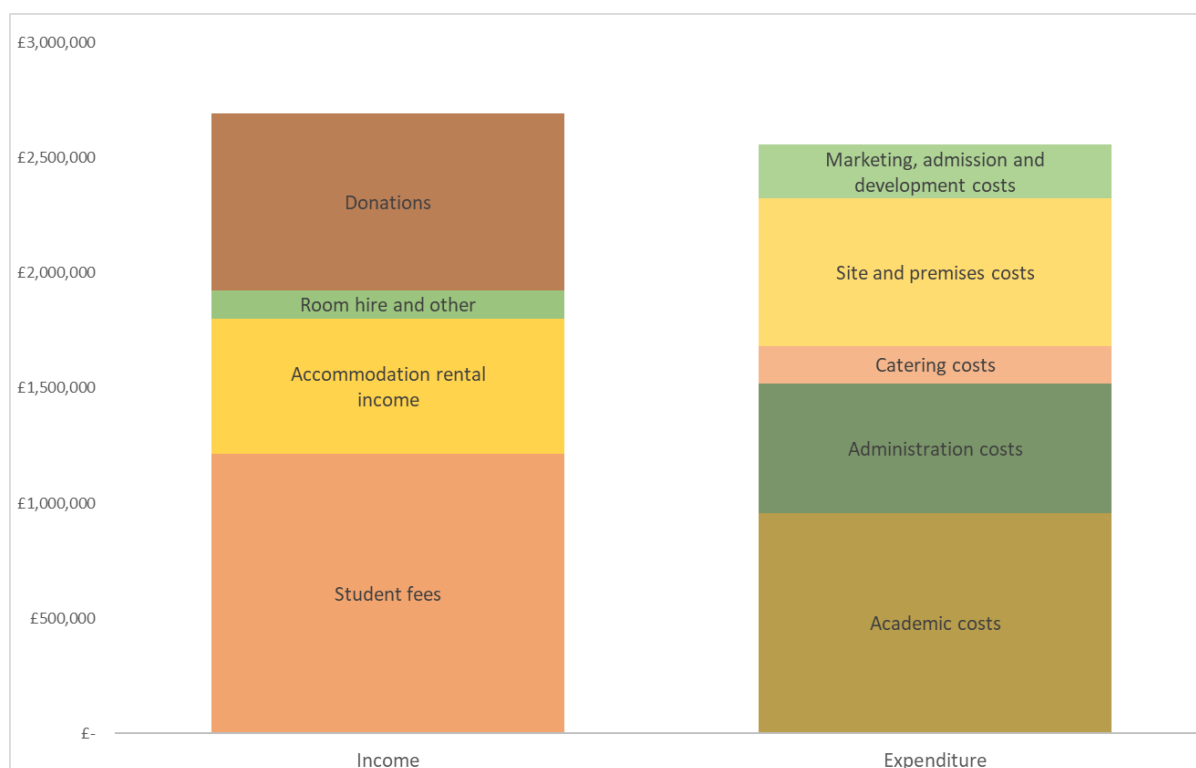 £3,000,000
£2,500,000
£2,000,000
£1,500,000
£1,000,000
£500,000
£-
Donations
Room hire and other
Accommodation rental
income
Student fees
Marketing, admission and
development costs
Site and premises costs
Catering costs
Administration costs
Academic costs
Income
Expenditure